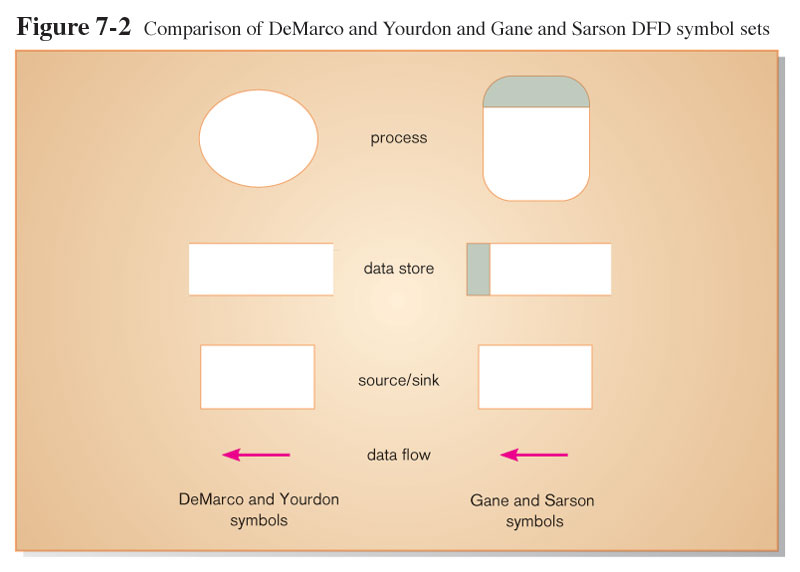 Figure 7-2 Comparison of DeMarco and Yourdon and Gane and Sarson DFD symbol sets
process
data store
source/sink
data flow
DeMarco and Yourdon
symbols
Gane and Sarson
symbols